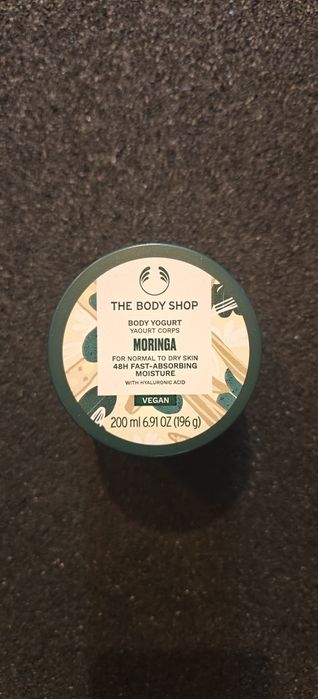 THE BODY SHOP
BODY YOGURT
YAOURT CORPS
MORINGA
FOR NORMAL TO DRY SKIN
48H FAST-ABSORBING
MOISTURE
WITH HYALURONIC ACID
VEGAN
200 ml 6.91 OZ (196 g)